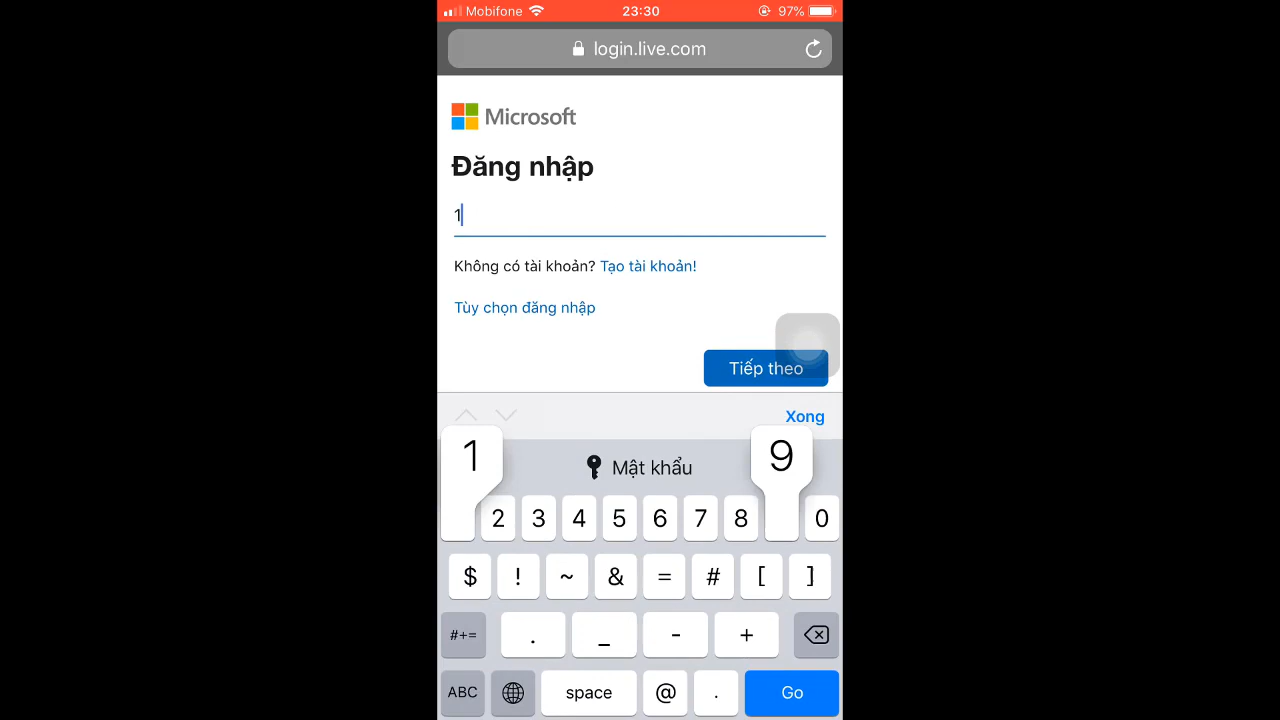 Mobifone 23:30 97%
login.live.com
Microsoft
Đăng nhập
1
Không có tài khoản? Tạo tài khoản!
Tùy chọn đăng nhập
Tiếp theo
Xong
1 Mật khẩu 9
2 3 4 5 6 7 8 0
$ ! ~ & = # [ ]
#+= . _ - +
ABC space @ . Go